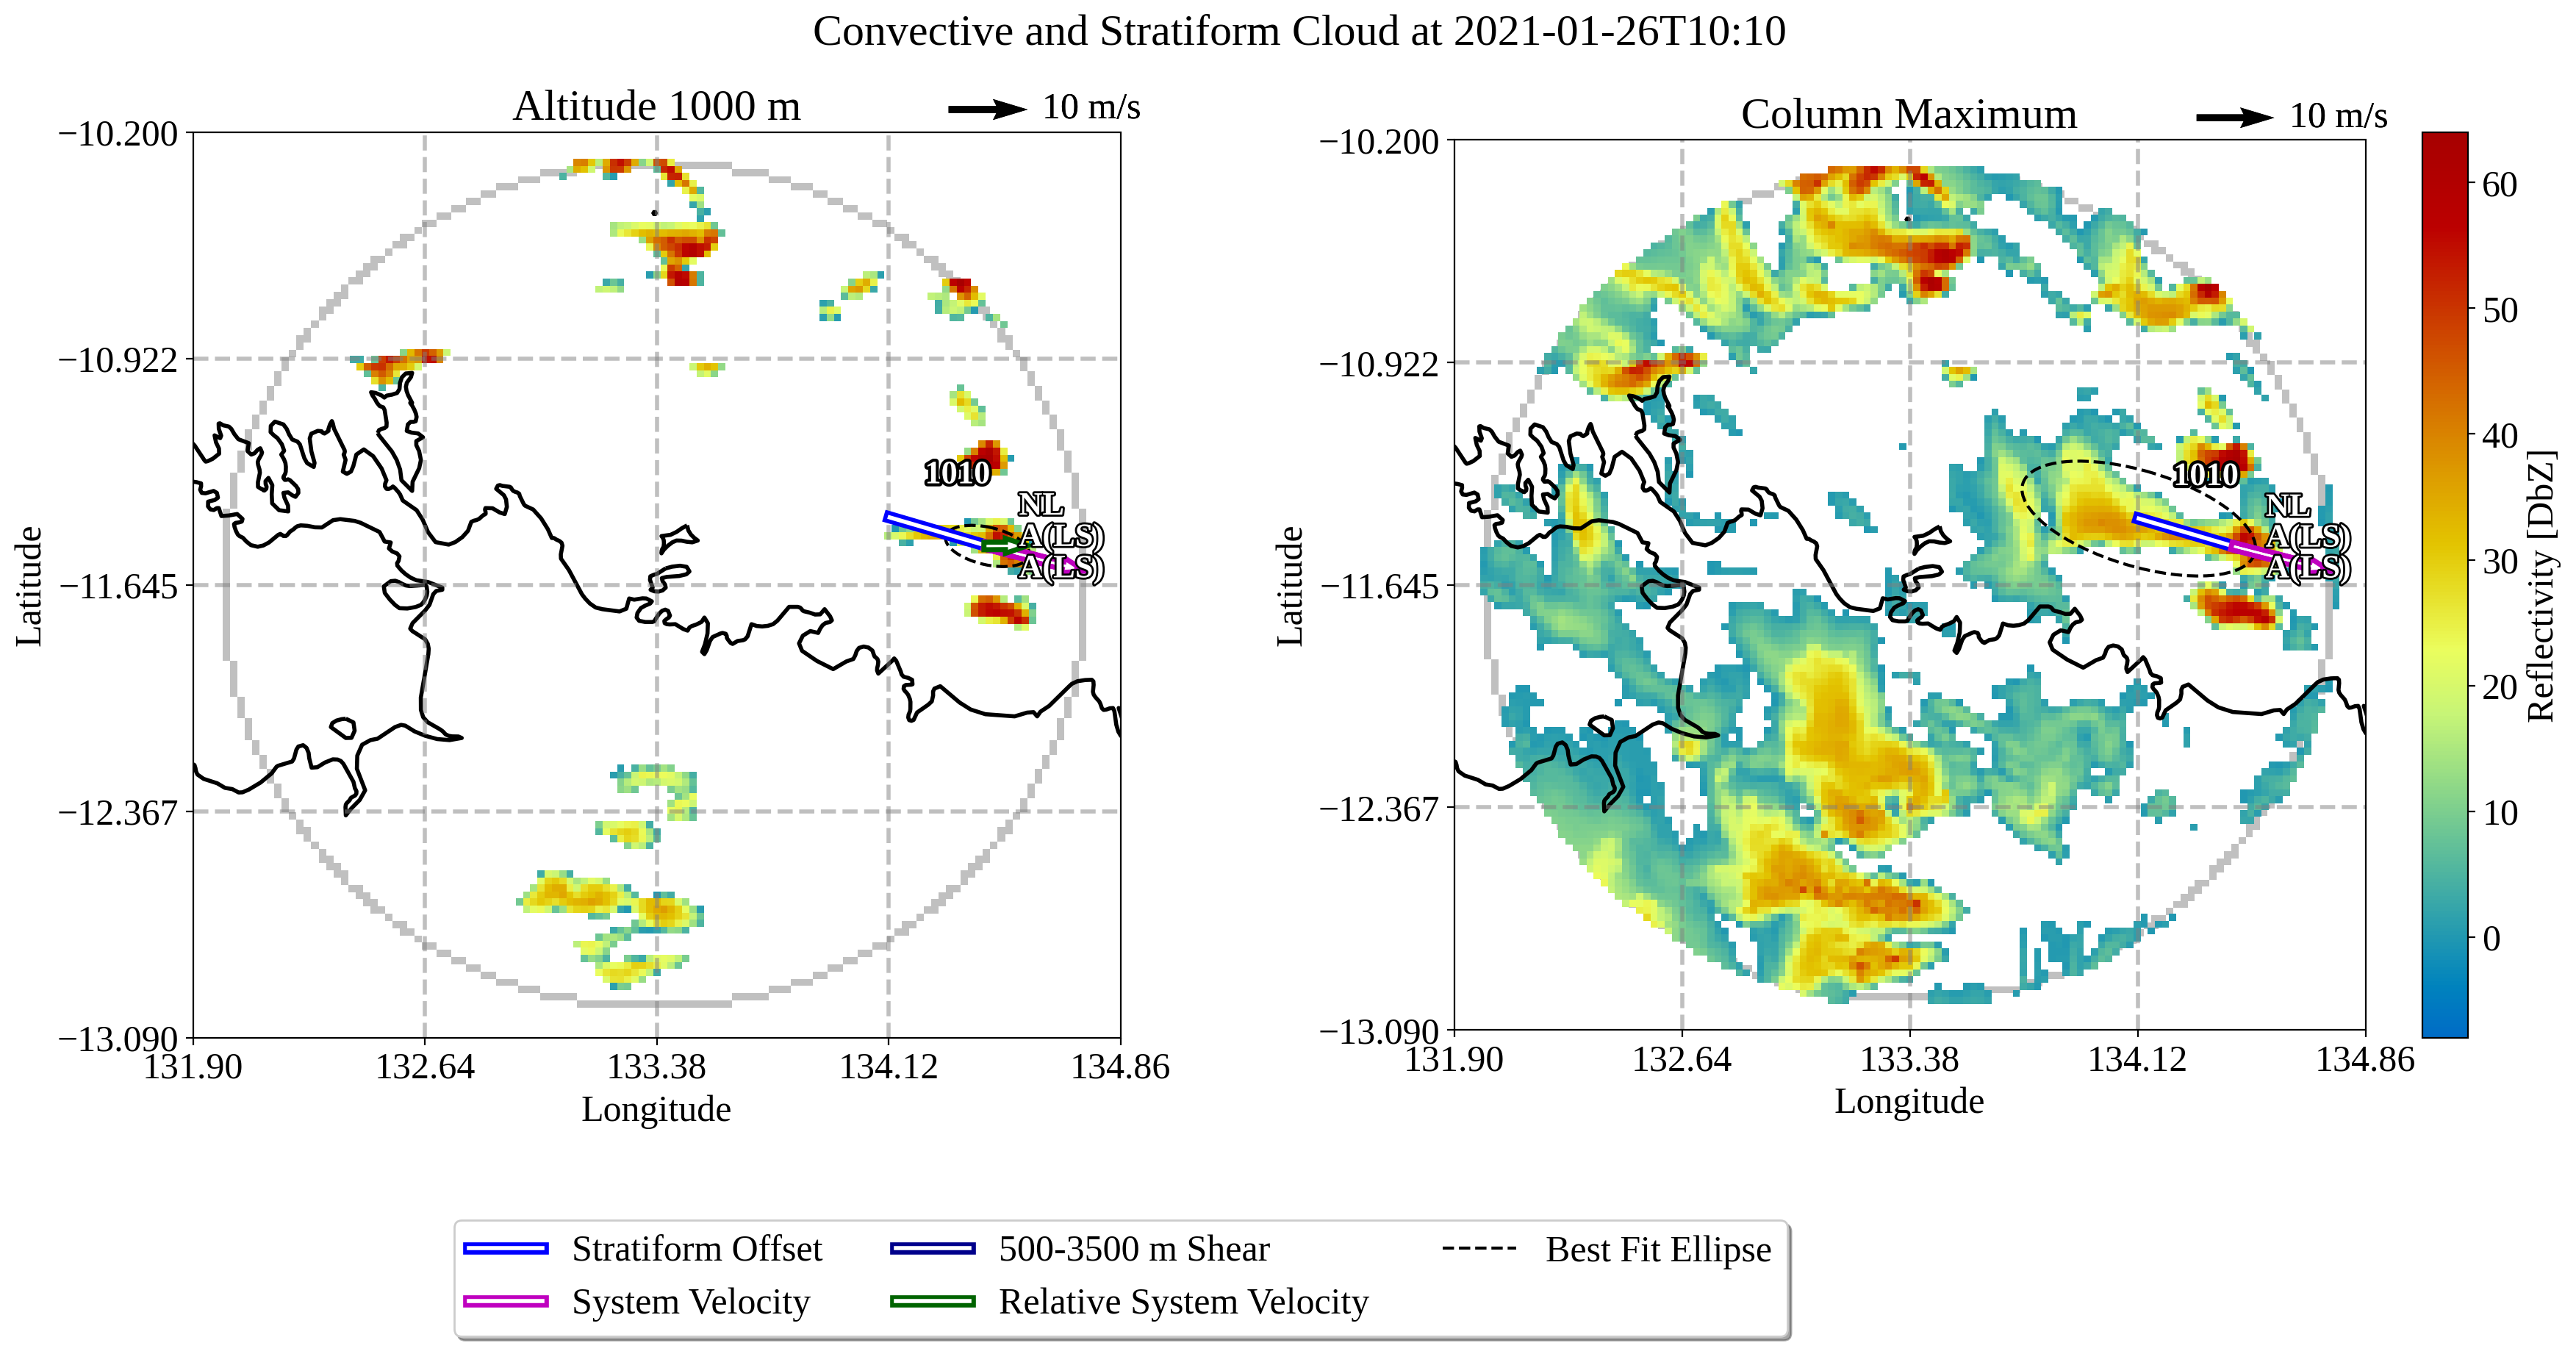 Convective and Stratiform Cloud at 2021-01-26T10:10
Altitude 1000 m
10 m/s
−10.200
−10.922
−11.645
−12.367
−13.090
131.90
132.64
133.38
134.12
134.86
Latitude
Longitude
1010
NL
A(LS)
A(LS)
Column Maximum
10 m/s
−10.200
−10.922
−11.645
−12.367
−13.090
131.90
132.64
133.38
134.12
134.86
Latitude
Longitude
1010
NL
A(LS)
A(LS)
60
50
40
30
20
10
0
Reflectivity [DbZ]
Stratiform Offset
System Velocity
500-3500 m Shear
Relative System Velocity
Best Fit Ellipse